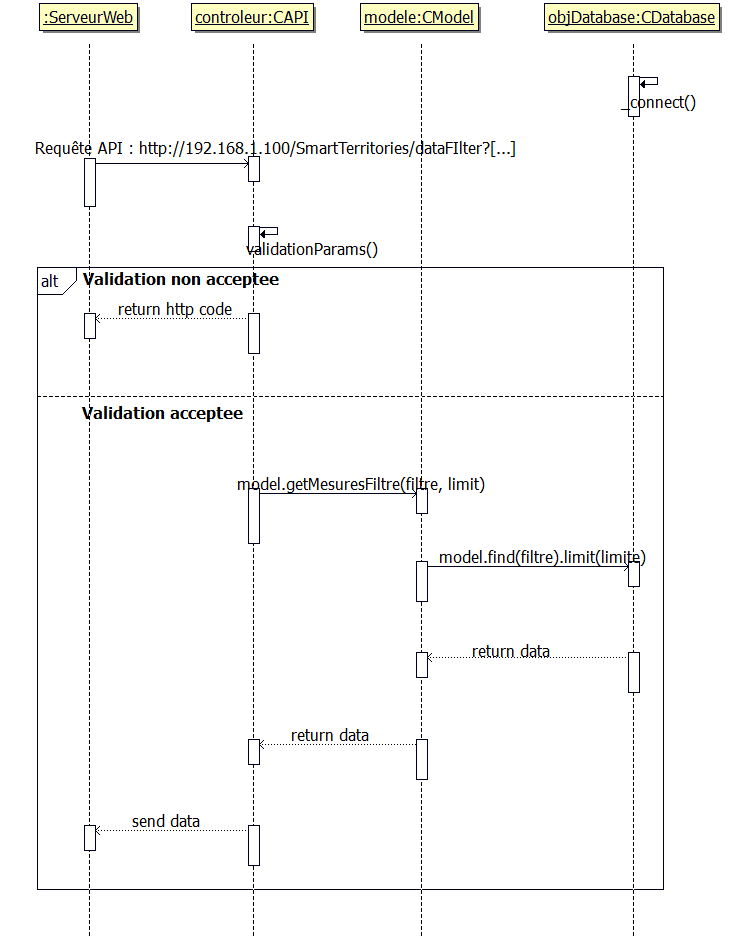 :ServeurWeb
controleur:CAPI
modele:CModel
objDatabase:CDatabase
_connect()
Requête API : http://192.168.1.100/SmartTerritories/dataFIlter?[...]
validationParams()
alt
Validation non acceptee
return http code
Validation acceptee
model.getMesuresFiltre(filtre, limit)
model.find(filtre).limit(limite)
return data
return data
send data